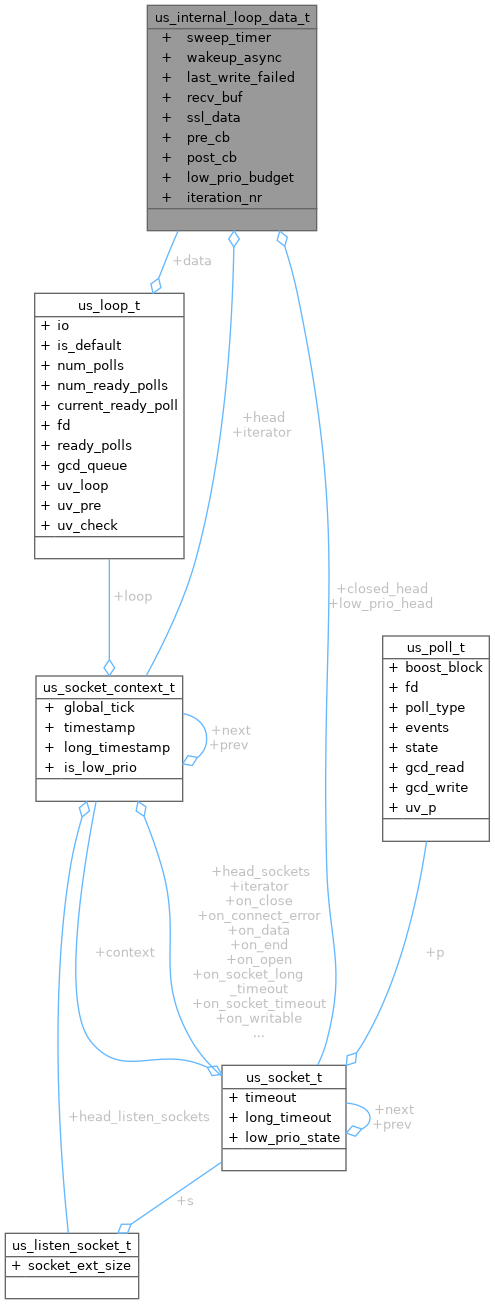 us_internal_loop_data_t
+ sweep_timer
+ wakeup_async
+ last_write_failed
+ recv_buf
+ ssl_data
+ pre_cb
+ post_cb
+ low_prio_budget
+ iteration_nr
+data
us_loop_t
+ io
+ is_default
+ num_polls
+ num_ready_polls
+ current_ready_poll
+ fd
+ ready_polls
+ gcd_queue
+ uv_loop
+ uv_pre
+ uv_check
+head
+iterator
+loop
+closed_head
+low_prio_head
us_poll_t
+ boost_block
+ fd
+ poll_type
+ events
+ state
+ gcd_read
+ gcd_write
+ uv_p
us_socket_context_t
+ global_tick
+ timestamp
+ long_timestamp
+ is_low_prio
+next
+prev
+context
+head_sockets
+iterator
+on_close
+on_connect_error
+on_data
+on_end
+on_open
+on_socket_long
_timeout
+on_socket_timeout
+on_writable
...
+p
us_socket_t
+ timeout
+ long_timeout
+ low_prio_state
+next
+prev
+head_listen_sockets
+s
us_listen_socket_t
+ socket_ext_size